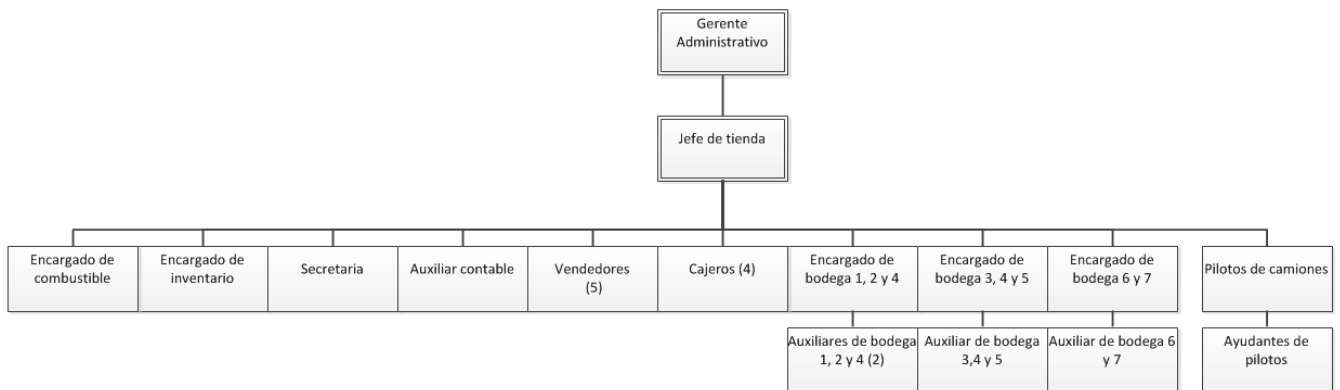 Gerente
Administrativo
Jefe de tienda
Encargado de
combustible
Encargado de
inventario
Secretaria
Auxiliar contable
Vendedores
(5)
Cajeros (4)
Encargado de
bodega 1, 2 y 4
Encargado de
bodega 3, 4 y 5
Encargado de
bodega 6 y 7
Pilotos de camiones
Auxiliares de bodega
1, 2 y 4 (2)
Auxiliar de bodega
3,4 y 5
Auxiliar de bodega 6
y 7
Ayudantes de
pilotos